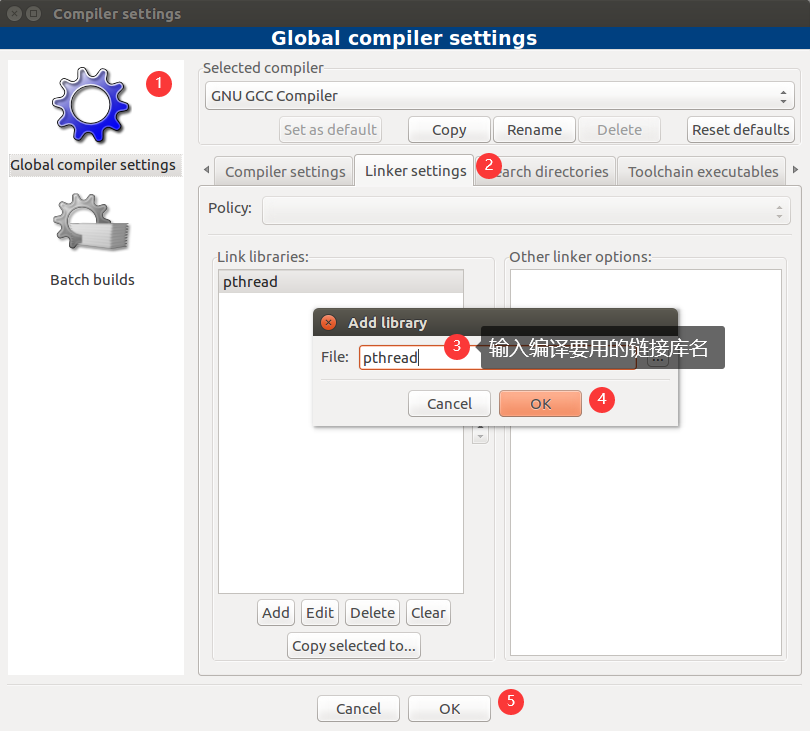 Compiler settings
Global compiler settings
1
Global compiler settings
Batch builds
Selected compiler
GNU GCC Compiler
Set as default
Copy
Rename
Delete
Reset defaults
Compiler settings
Linker settings
2
earch directories
Toolchain executables
Policy:
Link libraries:
pthread
Other linker options:
Add library
File:
pthread
3
输入编译要用的链接库名
...
Cancel
OK
4
Add
Edit
Delete
Clear
Copy selected to...
Cancel
OK
5